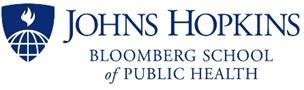 JOHNS HOPKINS
BLOOMBERG SCHOOL
of PUBLIC HEALTH